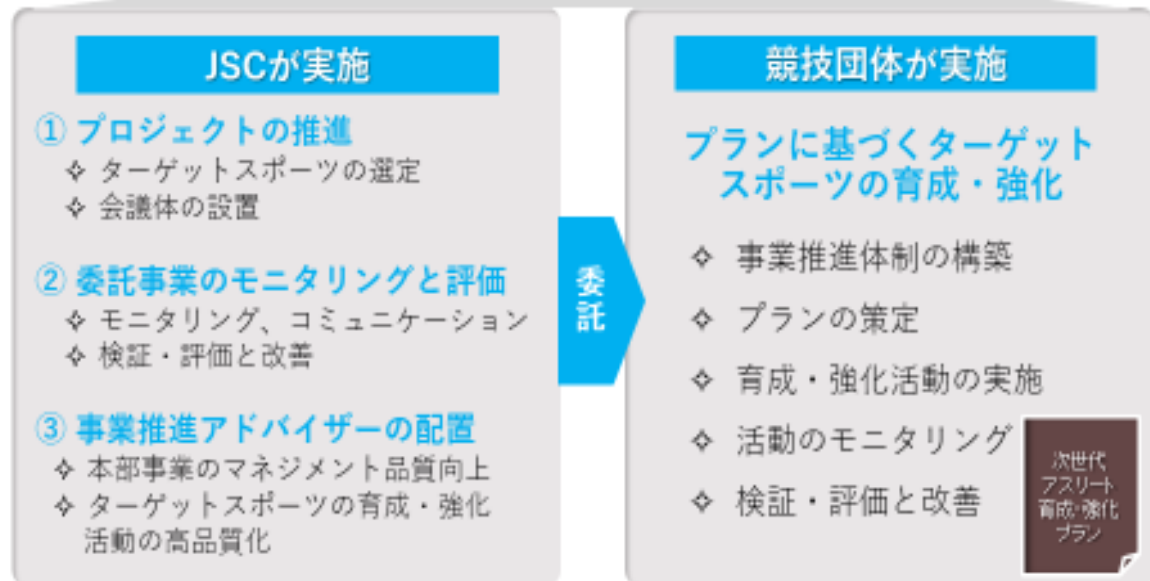 JSCが実施
① プロジェクトの推進
✧ ターゲットスポーツの選定
✧ 会議体の設置
② 委託事業のモニタリングと評価
✧ モニタリング、コミュニケーション
✧ 検証・評価と改善
③ 事業推進アドバイザーの配置
✧ 本部事業のマネジメント品質向上
✧ ターゲットスポーツの育成・強化
活動の高品質化
委託
競技団体が実施
プランに基づくターゲット
スポーツの育成・強化
✧ 事業推進体制の構築
✧ プランの策定
✧ 育成・強化活動の実施
✧ 活動のモニタリング
✧ 検証・評価と改善
次世代
アスリート
育成・強化
プラン